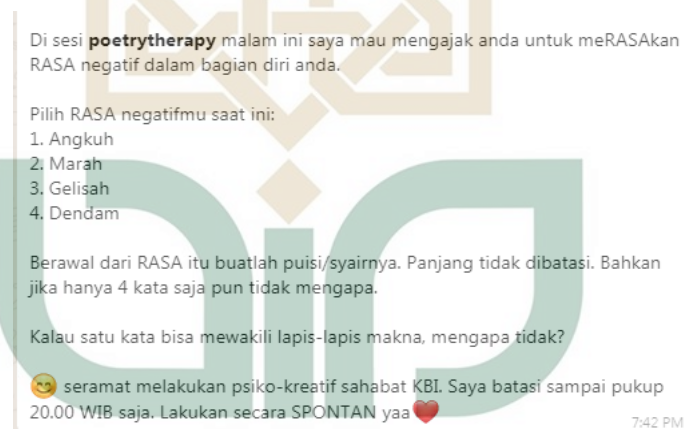 Di sesi poetrytherapy malam ini saya mau mengajak anda untuk meRASAkan
RASA negatif dalam bagian diri anda.
Pilih RASA negatifmu saat ini:
1. Angkuh
2. Marah
3. Gelisah
4. Dendam
Berawal dari RASA itu buatlah puisi/syairnya. Panjang tidak dibatasi. Bahkan
jika hanya 4 kata saja pun tidak mengapa.
Kalau satu kata bisa mewakili lapis-lapis makna, mengapa tidak?
😊 seramat melakukan psiko-kreatif sahabat KBI. Saya batasi sampai pukup
20.00 WIB saja. Lakukan secara SPONTAN yaa❤️
7:42 PM